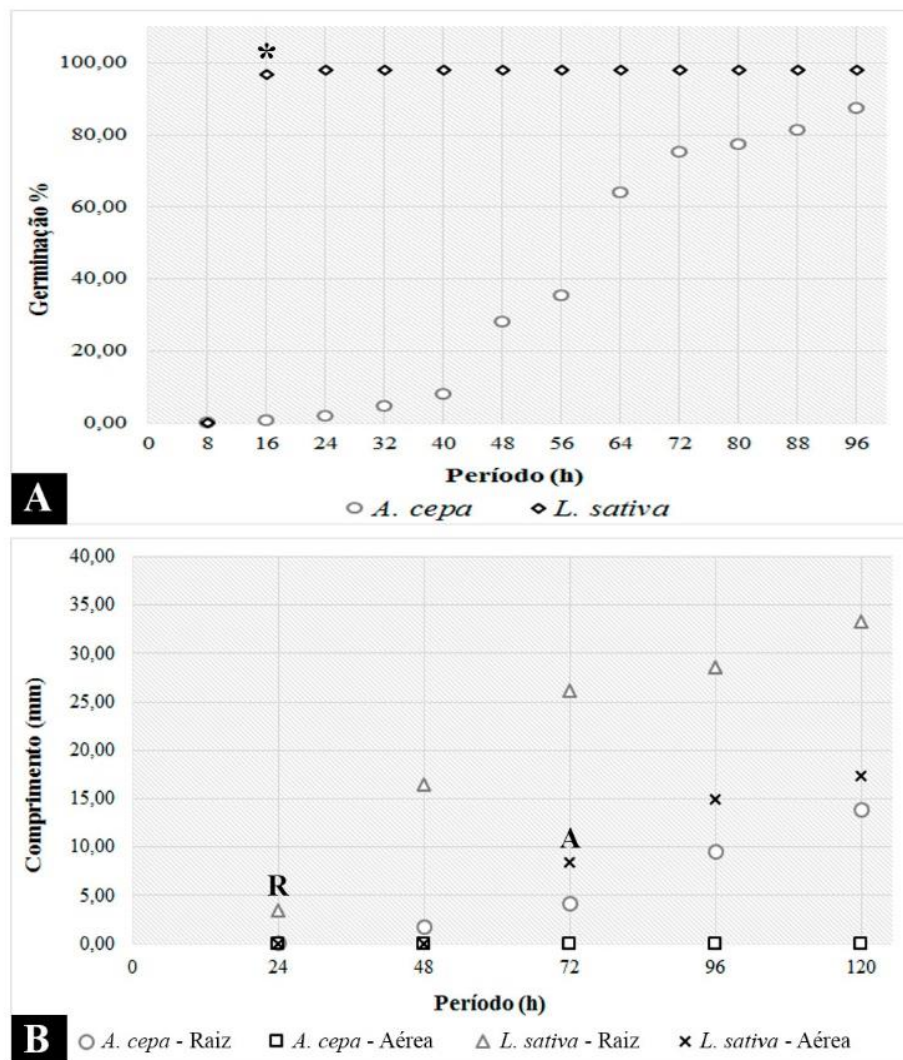 *
100,00
80,00
60,00
40,00
20,00
0,00
Germinação %
0 8 16 24 32 40 48 56 64 72 80 88 96
Período (h)
A
A. cepa L. sativa
40,00
35,00
30,00
25,00
20,00
15,00
10,00
5,00
0,00
Comprimento (mm)
R
A
0 24 48 72 96 120
Período (h)
B
A. cepa - Raiz A. cepa - Aérea L. sativa - Raiz L. sativa - Aérea